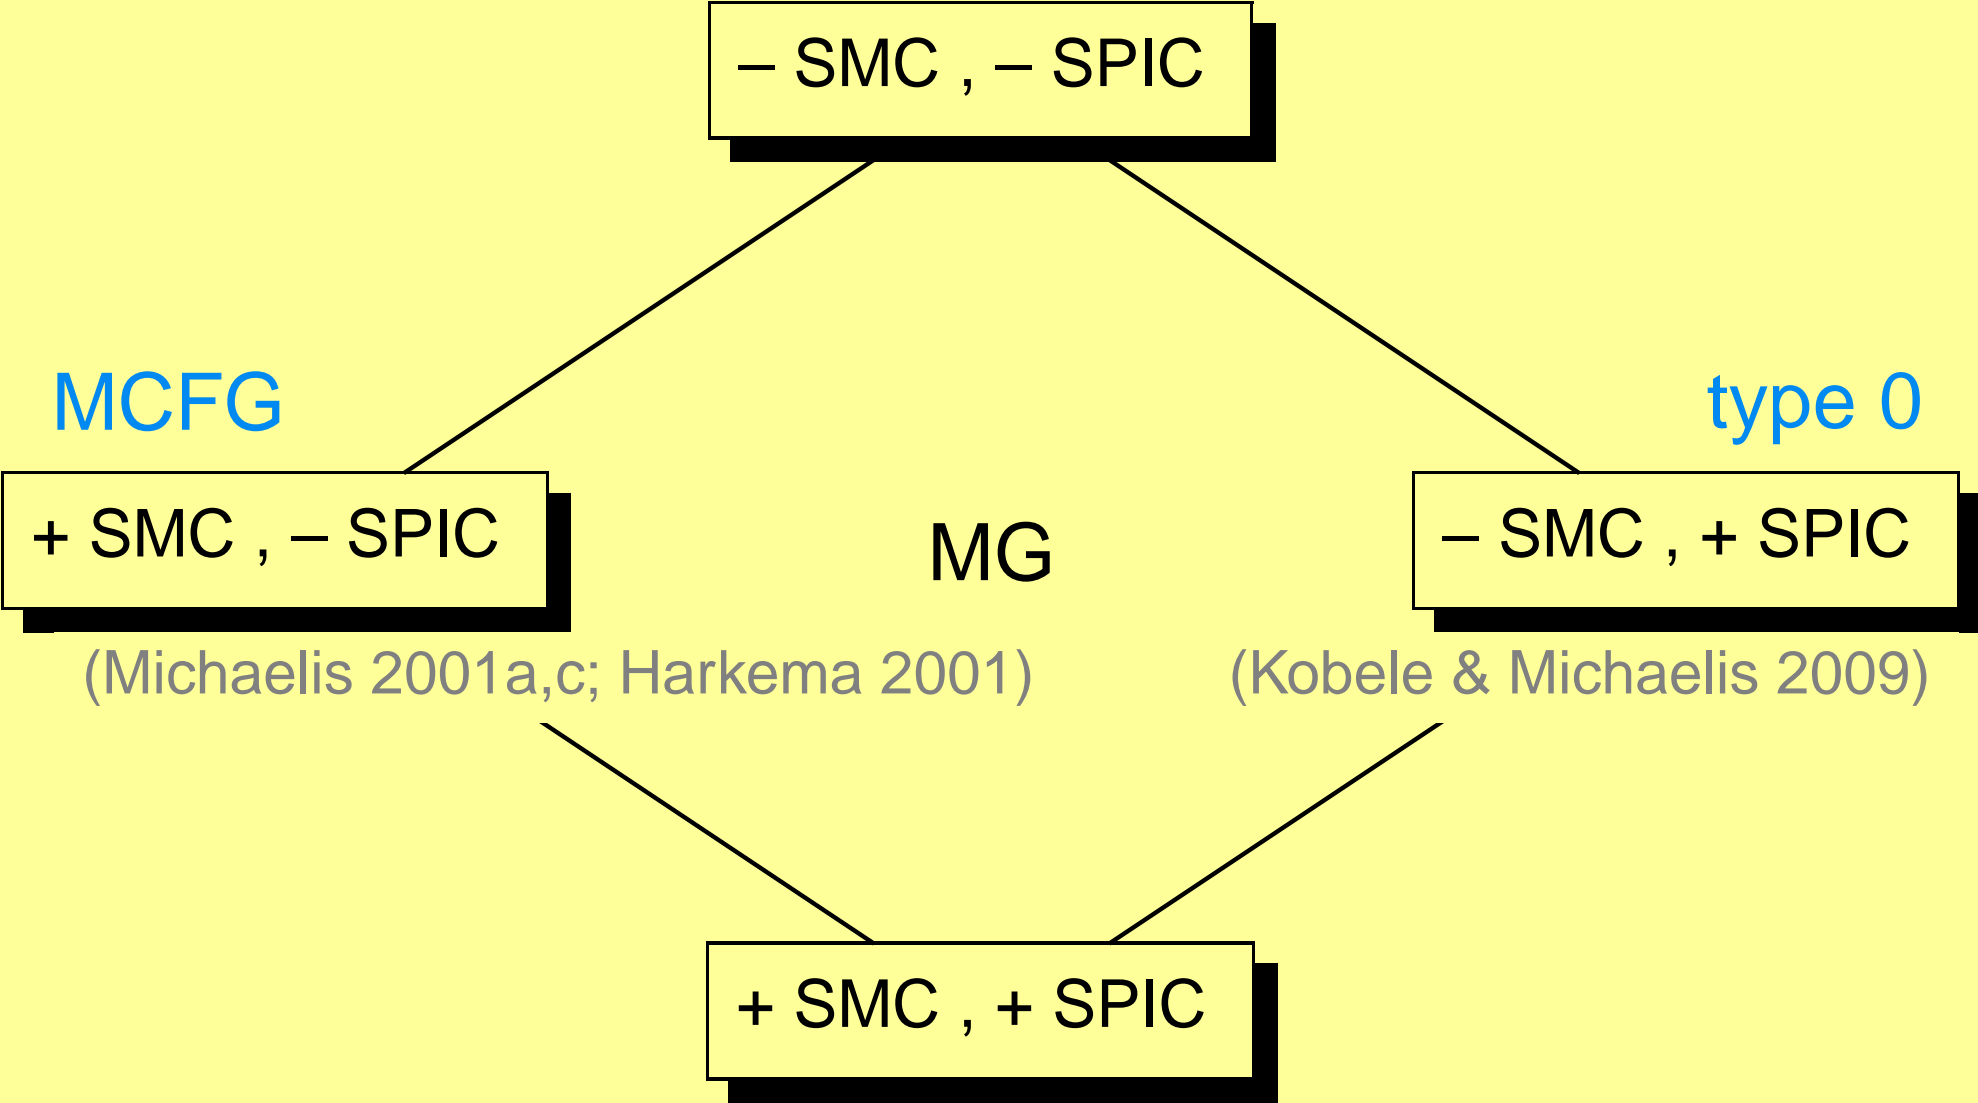 – SMC , – SPIC
MCFG
type 0
+ SMC , – SPIC
MG
– SMC , + SPIC
(Michaelis 2001a,c; Harkema 2001)
(Kobele & Michaelis 2009)
+ SMC , + SPIC